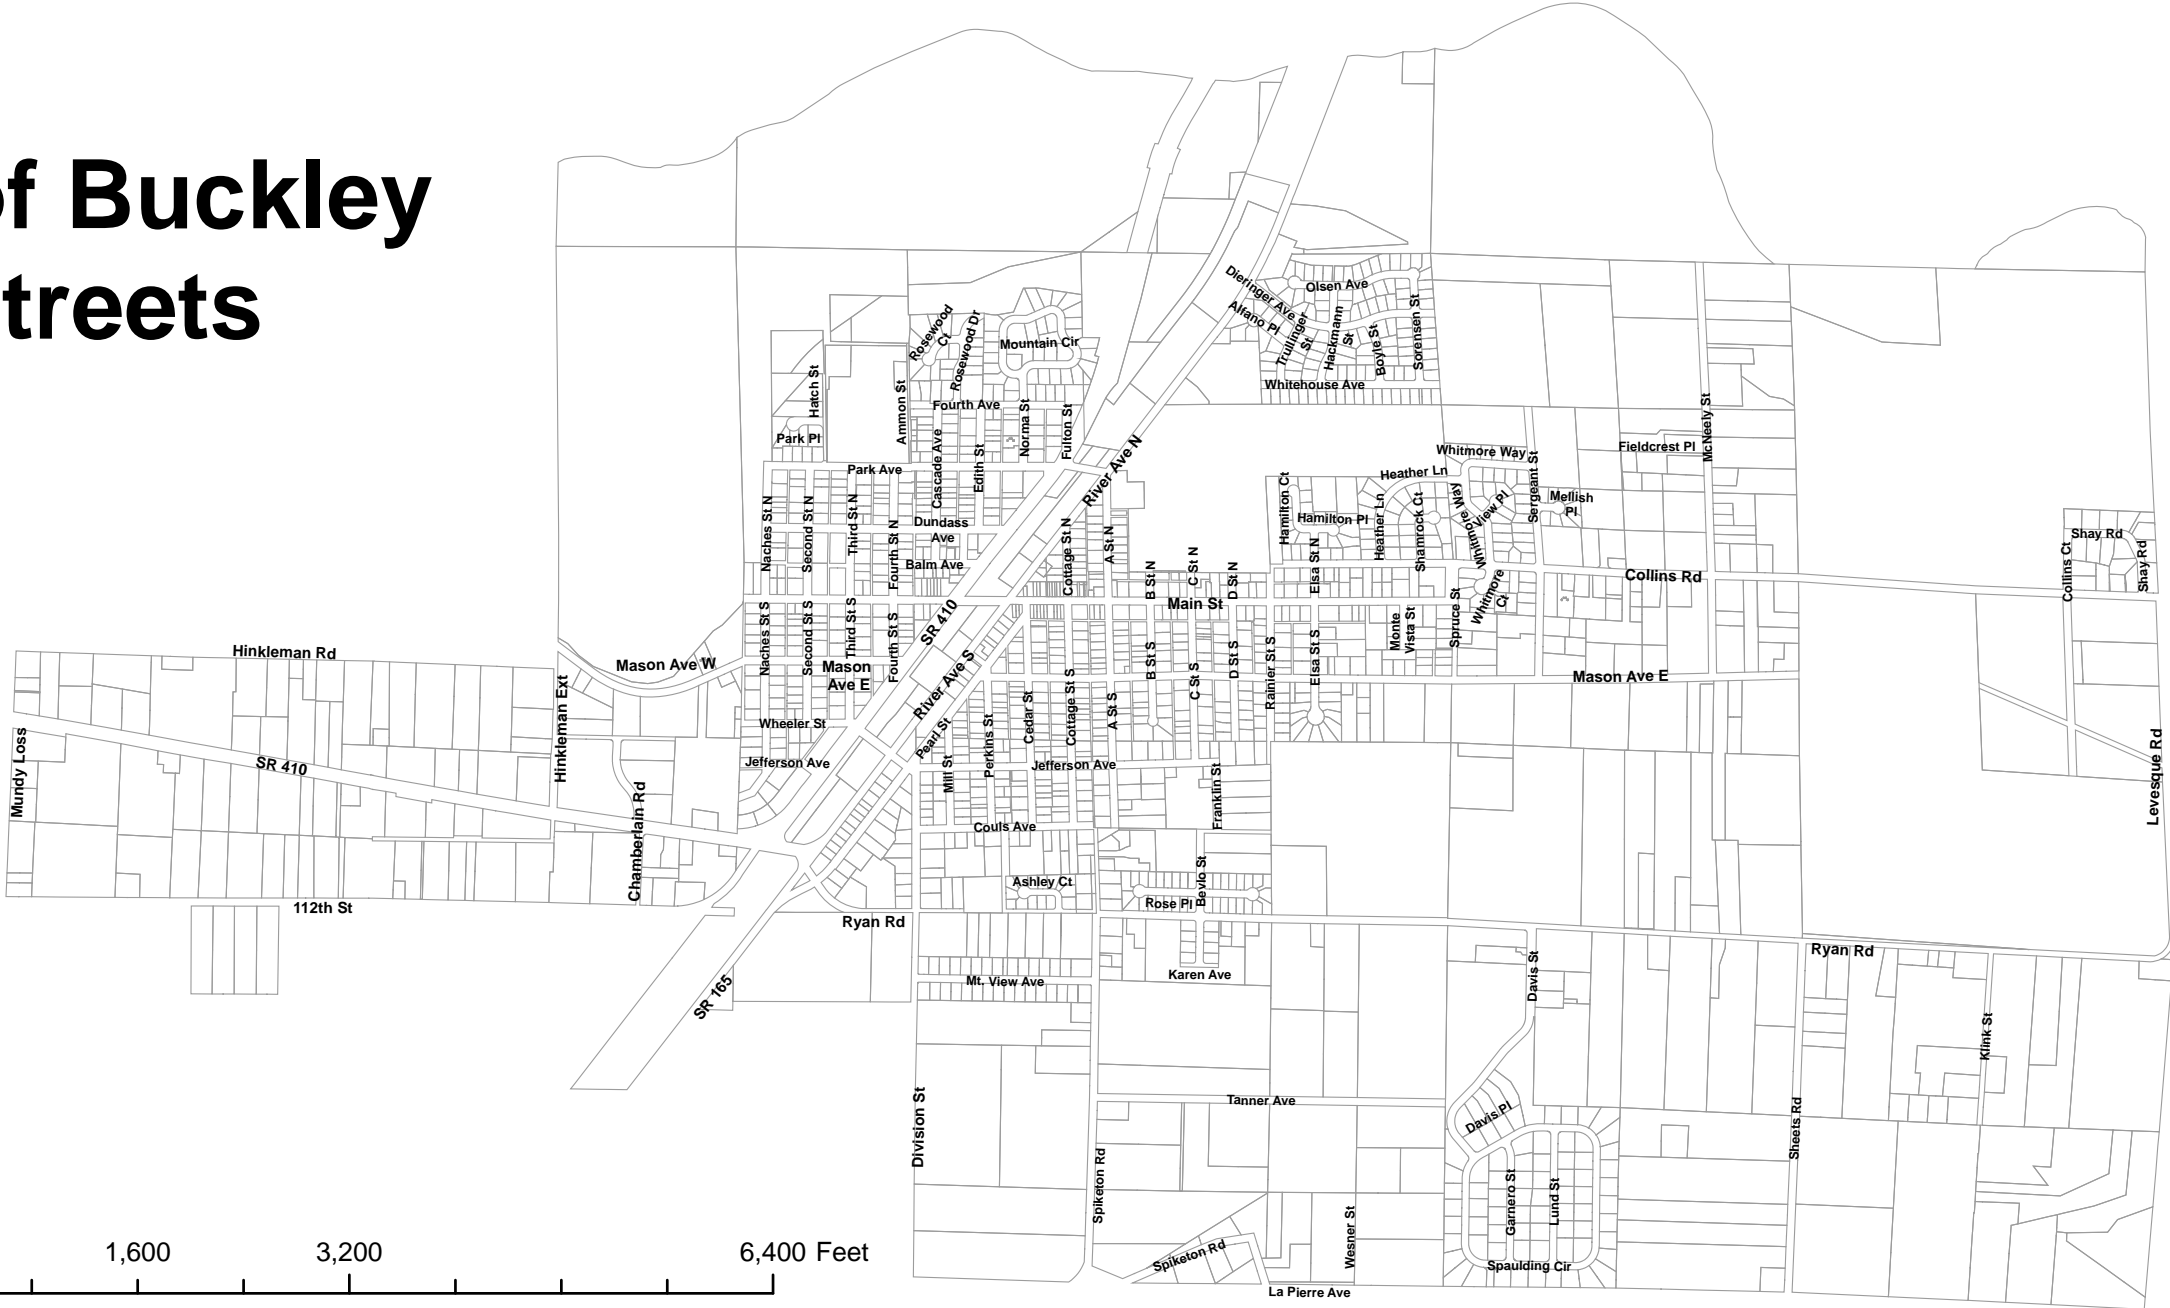 of Buckley
treets
Dieringer Ave
Olsen Ave
Alfano Pl
Trullinger
St
Hackmann
St
Boyle St
Sorensen St
Whitehouse Ave
Rosewood
Ct
Rosewood Dr
Mountain Cir
Hatch St
Ammon St
Fourth Ave
Norma St
Fulton St
Park Pl
Cascade Ave
Edith St
Park Ave
River Ave N
McNeely St
Fieldcrest Pl
Whitmore Way
Heather Ln
Sergeant St
Mellish
Pl
View Pl
Whitmore Way
Hamilton Ct
Hamilton Pl
Heather Ln
Shamrock Ct
Naches St N
Second St N
Third St N
Fourth St N
Dundass
Ave
Balm Ave
Cottage St N
A St N
B St N
C St N
D St N
Elsa St N
Collins Rd
Whitmore
Ct
Shay Rd
Shay Rd
Collins Ct
Main St
SR 410
Naches St S
Second St S
Third St S
Fourth St S
Spruce St
Monte
Vista St
Hinkleman Rd
Mason Ave W
Mason
Ave E
River Ave S
B St S
C St S
D St S
Rainier St S
Elsa St S
Mason Ave E
Hinkleman Ext
Wheeler St
Pearl St
Perkins St
Cedar St
Cottage St S
A St S
Mundy Loss
SR 410
Jefferson Ave
Mill St
Jefferson Ave
Franklin St
Levesque Rd
Chamberlain Rd
Couls Ave
Ashley Ct
Bevlo St
Rose Pl
112th St
Ryan Rd
Ryan Rd
SR 165
Mt. View Ave
Karen Ave
Davis St
Klink St
Division St
Tanner Ave
Davis Pl
Sheets Rd
Spiketon Rd
Garnero St
Lund St
Wesner St
Spiketon Rd
Spaulding Cir
La Pierre Ave
1,600
3,200
6,400 Feet